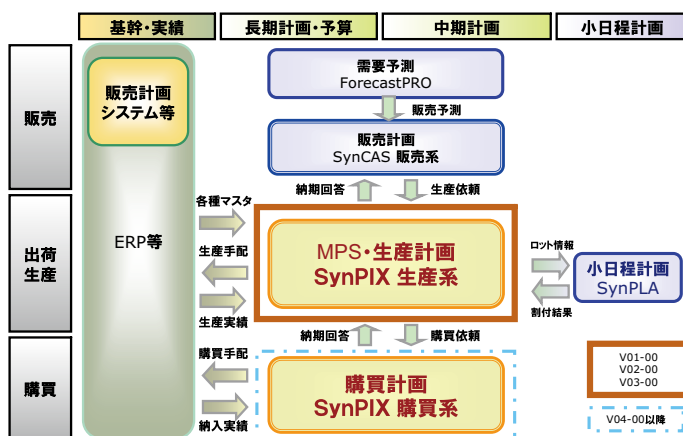 基幹・実績
長期計画・予算
中期計画
小日程計画
販売
販売計画
システム等
需要予測
ForecastPRO
販売予測
販売計画
SynCAS 販売系
納期回答
生産依頼
各種マスタ
出荷
生産
ERP等
生産手配
MPS・生産計画
SynPIX 生産系
ロット情報
小日程計画
SynPLA
割付結果
生産実績
納期回答
購買依頼
購買
購買手配
購買計画
SynPIX 購買系
納入実績
V01-00
V02-00
V03-00
V04-00以降